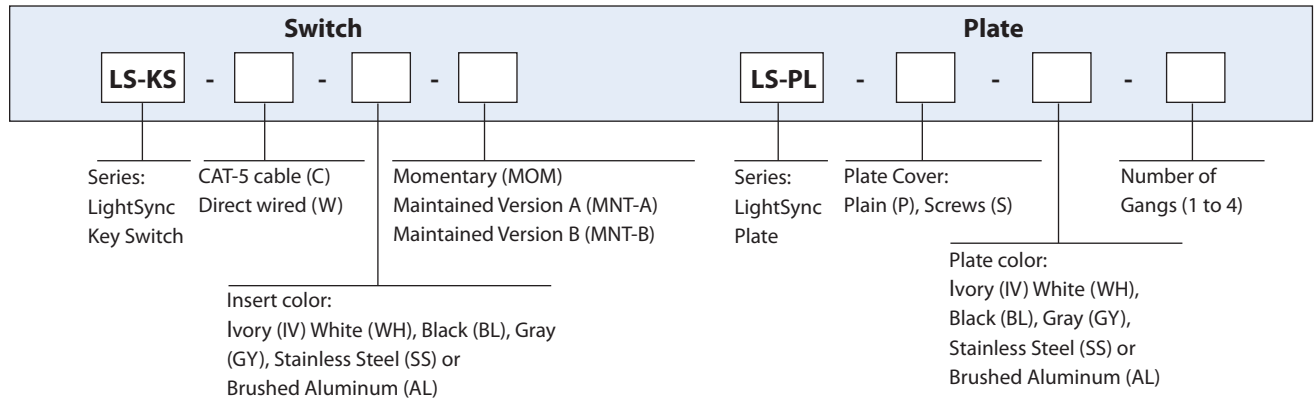 Switch
Plate
LS-KS - - -
LS-PL - - -
Series:
LightSync
Key Switch
CAT-5 cable (C)
Direct wired (W)
Momentary (MOM)
Maintained Version A (MNT-A)
Maintained Version B (MNT-B)
Insert color:
Ivory (IV) White (WH), Black (BL), Gray
(GY), Stainless Steel (SS) or
Brushed Aluminum (AL)
Series:
LightSync
Plate
Plate Cover:
Plain (P), Screws (S)
Number of
Gangs (1 to 4)
Plate color:
Ivory (IV) White (WH),
Black (BL), Gray (GY),
Stainless Steel (SS) or
Brushed Aluminum (AL)